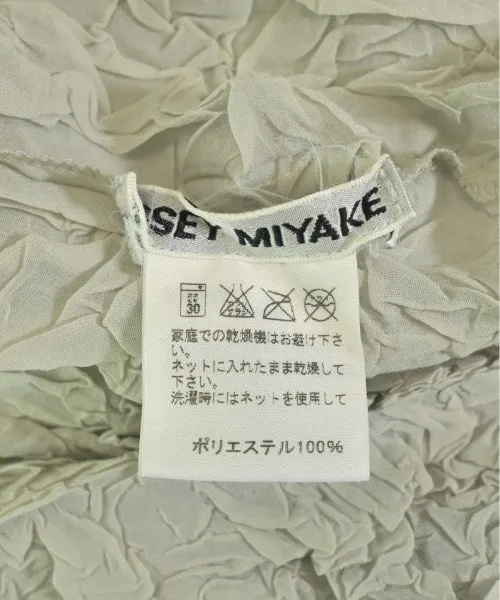 SSEY MIYAKE
30
家庭での乾燥機はお避け下さ
い。
ネットに入れたまま乾燥して
下さい。
洗濯時にはネットを使用して
ポリエステル100%